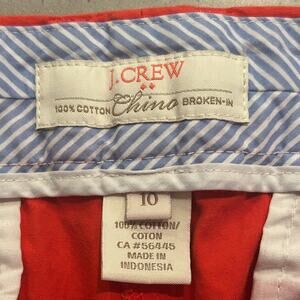 J.CREW
100% COTTON Chino BROKEN-IN
10
100% COTTON/
COTON
CA #56445
MADE IN
INDONESIA